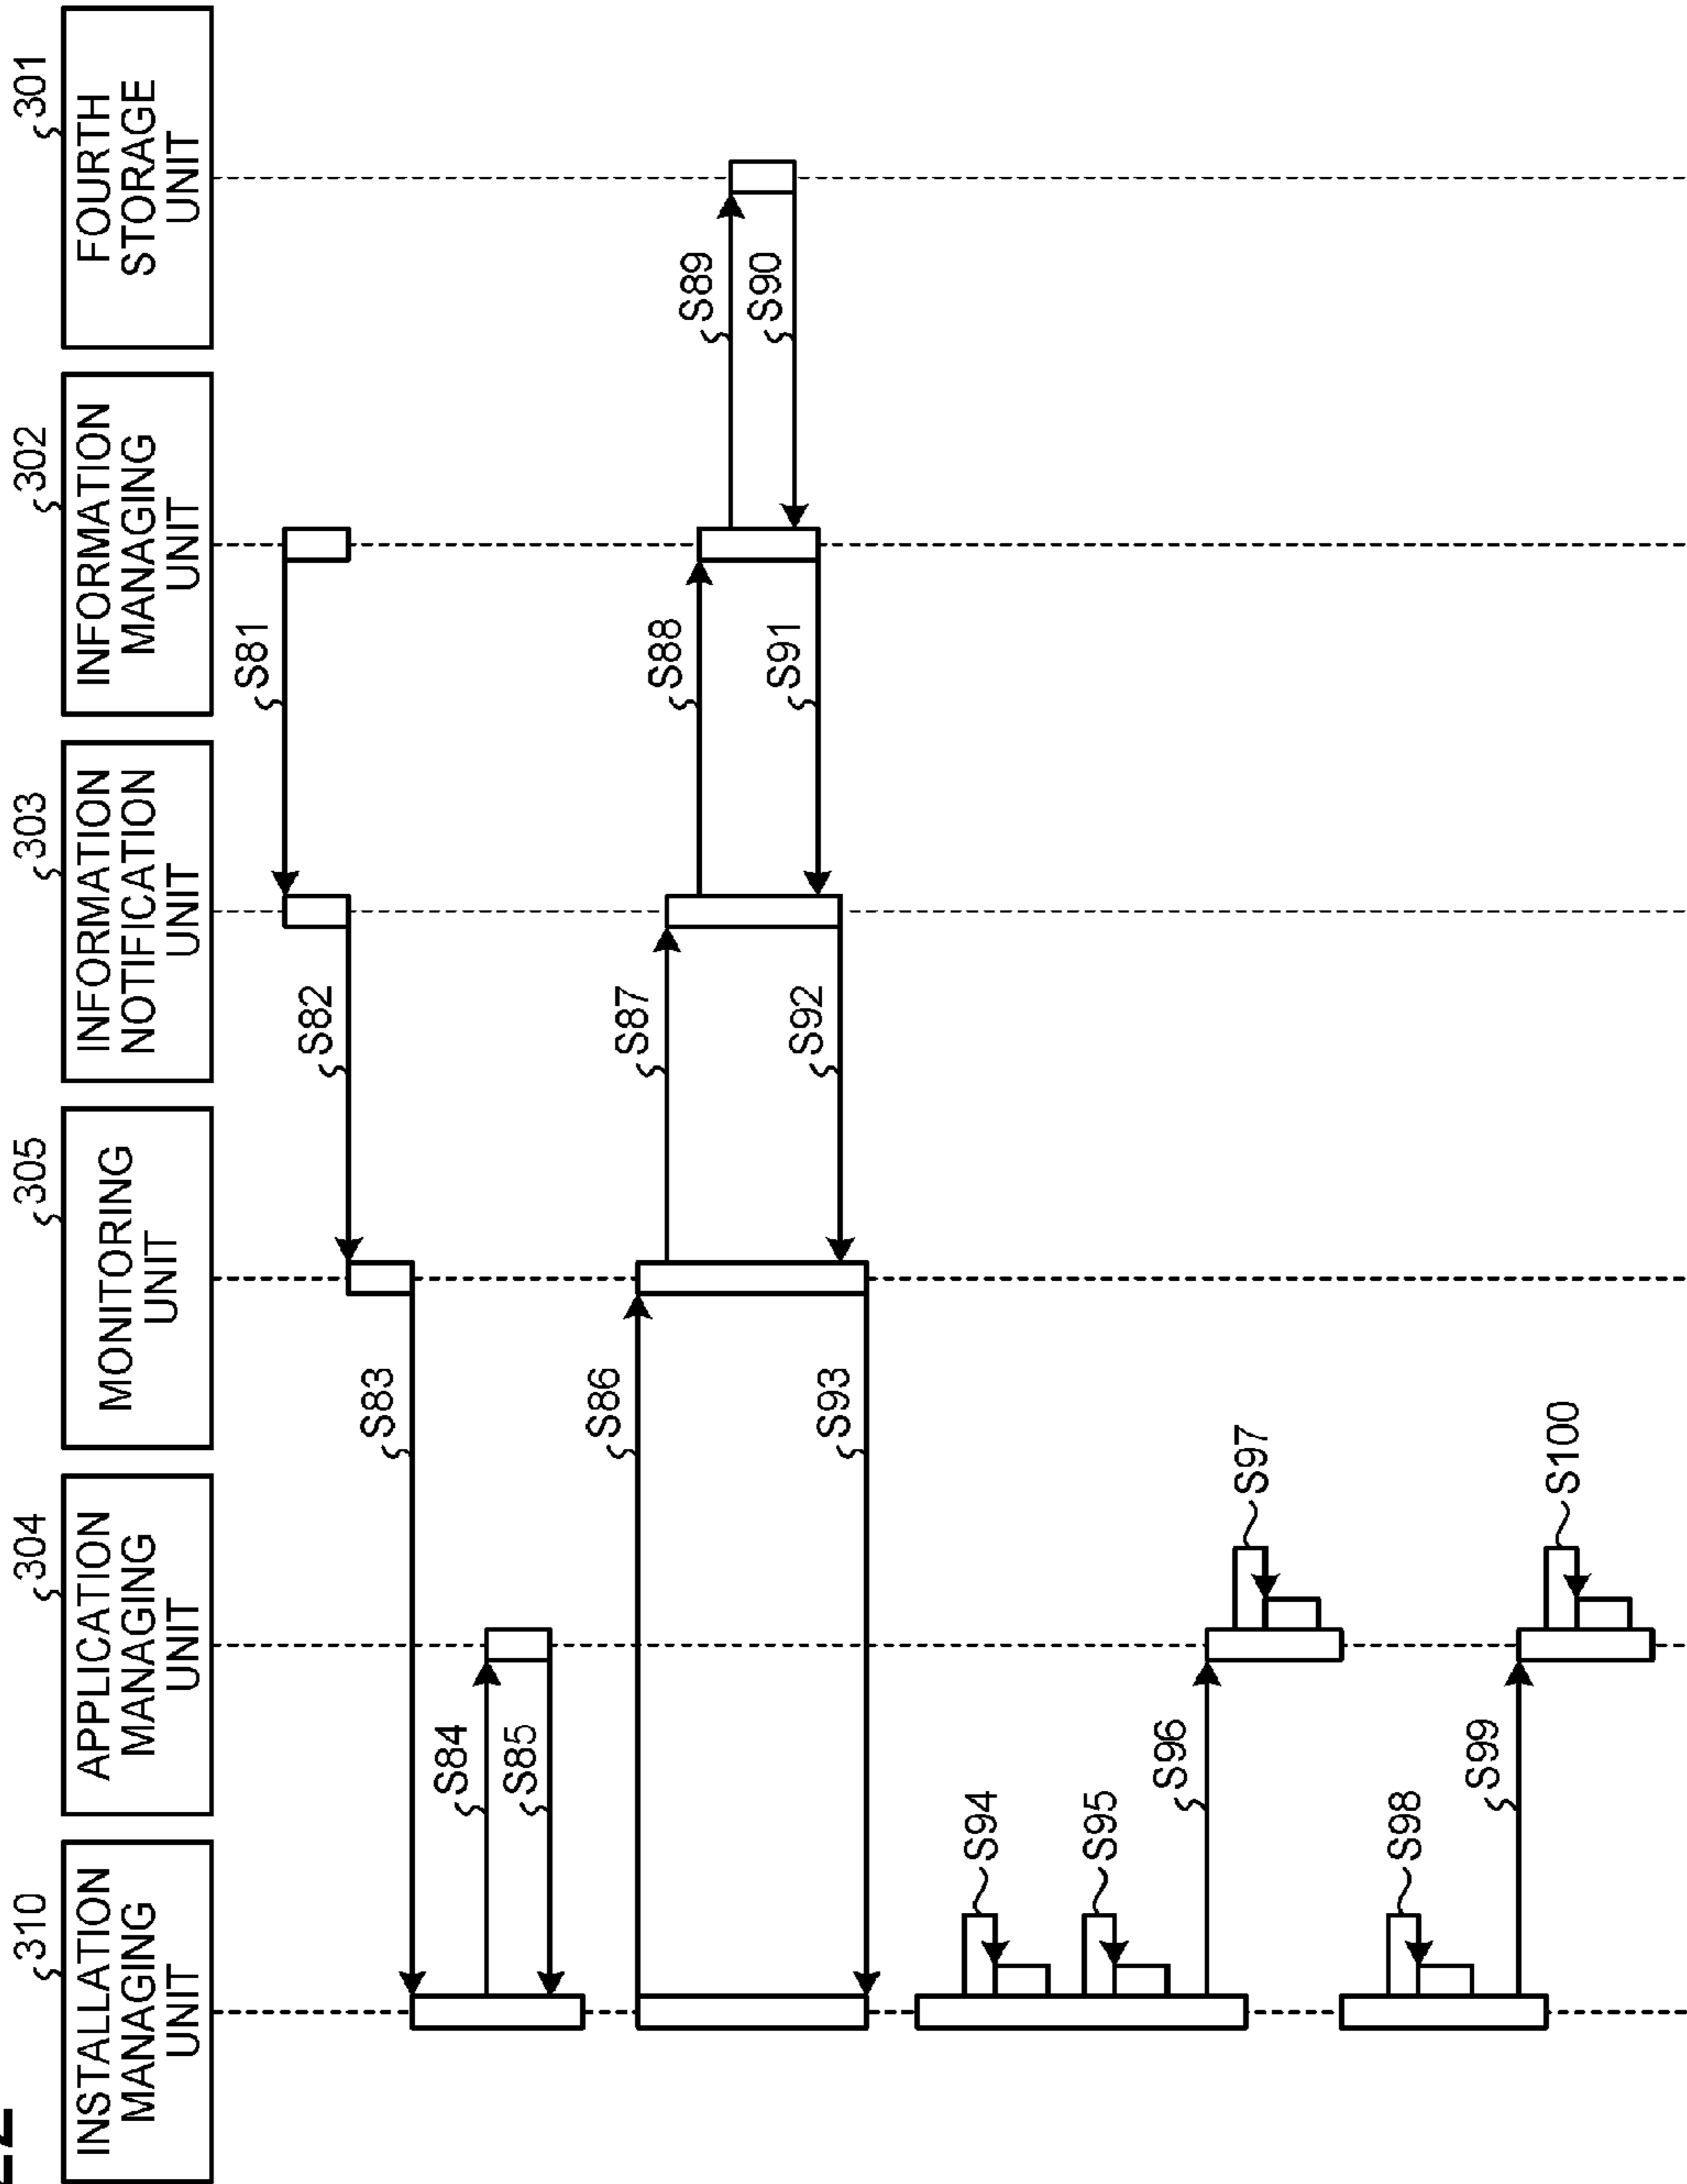 310
INSTALLATION
MANAGING
UNIT
304
APPLICATION
MANAGING
UNIT
305
MONITORING
UNIT
303
INFORMATION
NOTIFICATION
UNIT
302
INFORMATION
MANAGING
UNIT
301
FOURTH
STORAGE
UNIT
S81
S82
S83
S84
S85
S86
S87
S88
S89
S90
S91
S92
S93
S94
S95
S96
S97
S98
S99
S100